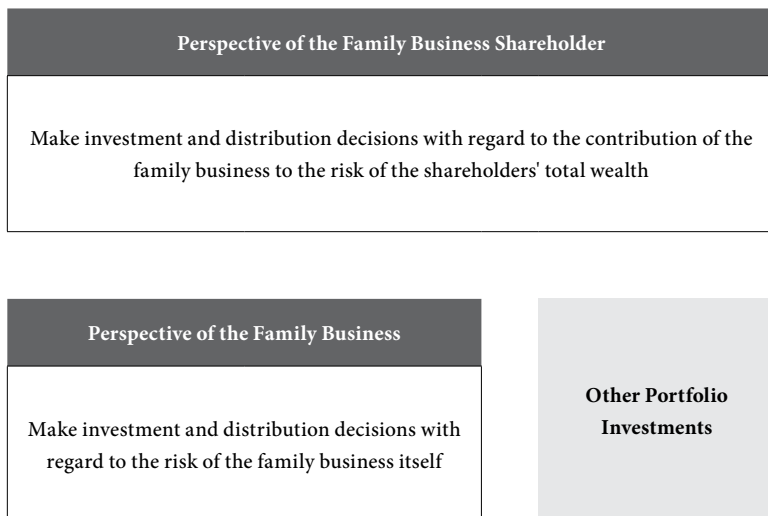 Perspective of the Family Business Shareholder
Make investment and distribution decisions with regard to the contribution of the
family business to the risk of the shareholders' total wealth
Perspective of the Family Business
Make investment and distribution decisions with
regard to the risk of the family business itself
Other Portfolio
Investments